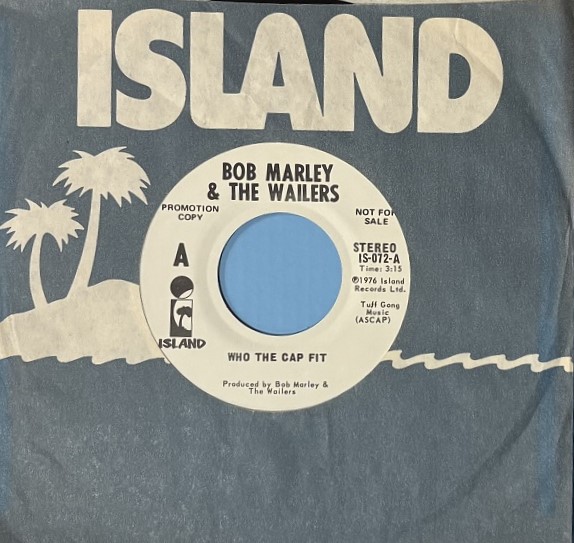 ISLAND
BOB MARLEY
& THE WAILERS
PROMOTION
COPY
NOT FOR
SALE
A
STEREO
IS-072-A
Time: 3:15
℗1976 Island
Records Ltd.
Tuff Gong
Music
(ASCAP)
ISLAND
WHO THE CAP FIT
Produced by Bob Marley &
The Wailers